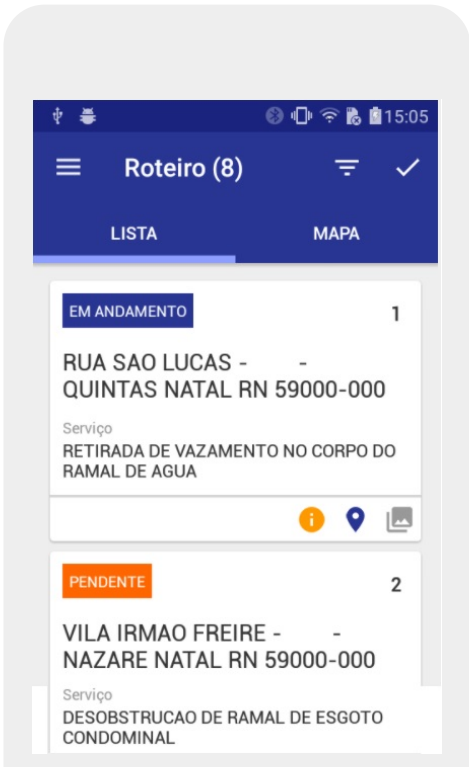 15:05
Roteiro (8)
LISTA MAPA
EM ANDAMENTO 1
RUA SAO LUCAS - -
QUINTAS NATAL RN 59000-000
Serviço
RETIRADA DE VAZAMENTO NO CORPO DO
RAMAL DE AGUA
PENDENTE 2
VILA IRMAO FREIRE - -
NAZARE NATAL RN 59000-000
Serviço
DESOBSTRUCAO DE RAMAL DE ESGOTO
CONDOMINAL